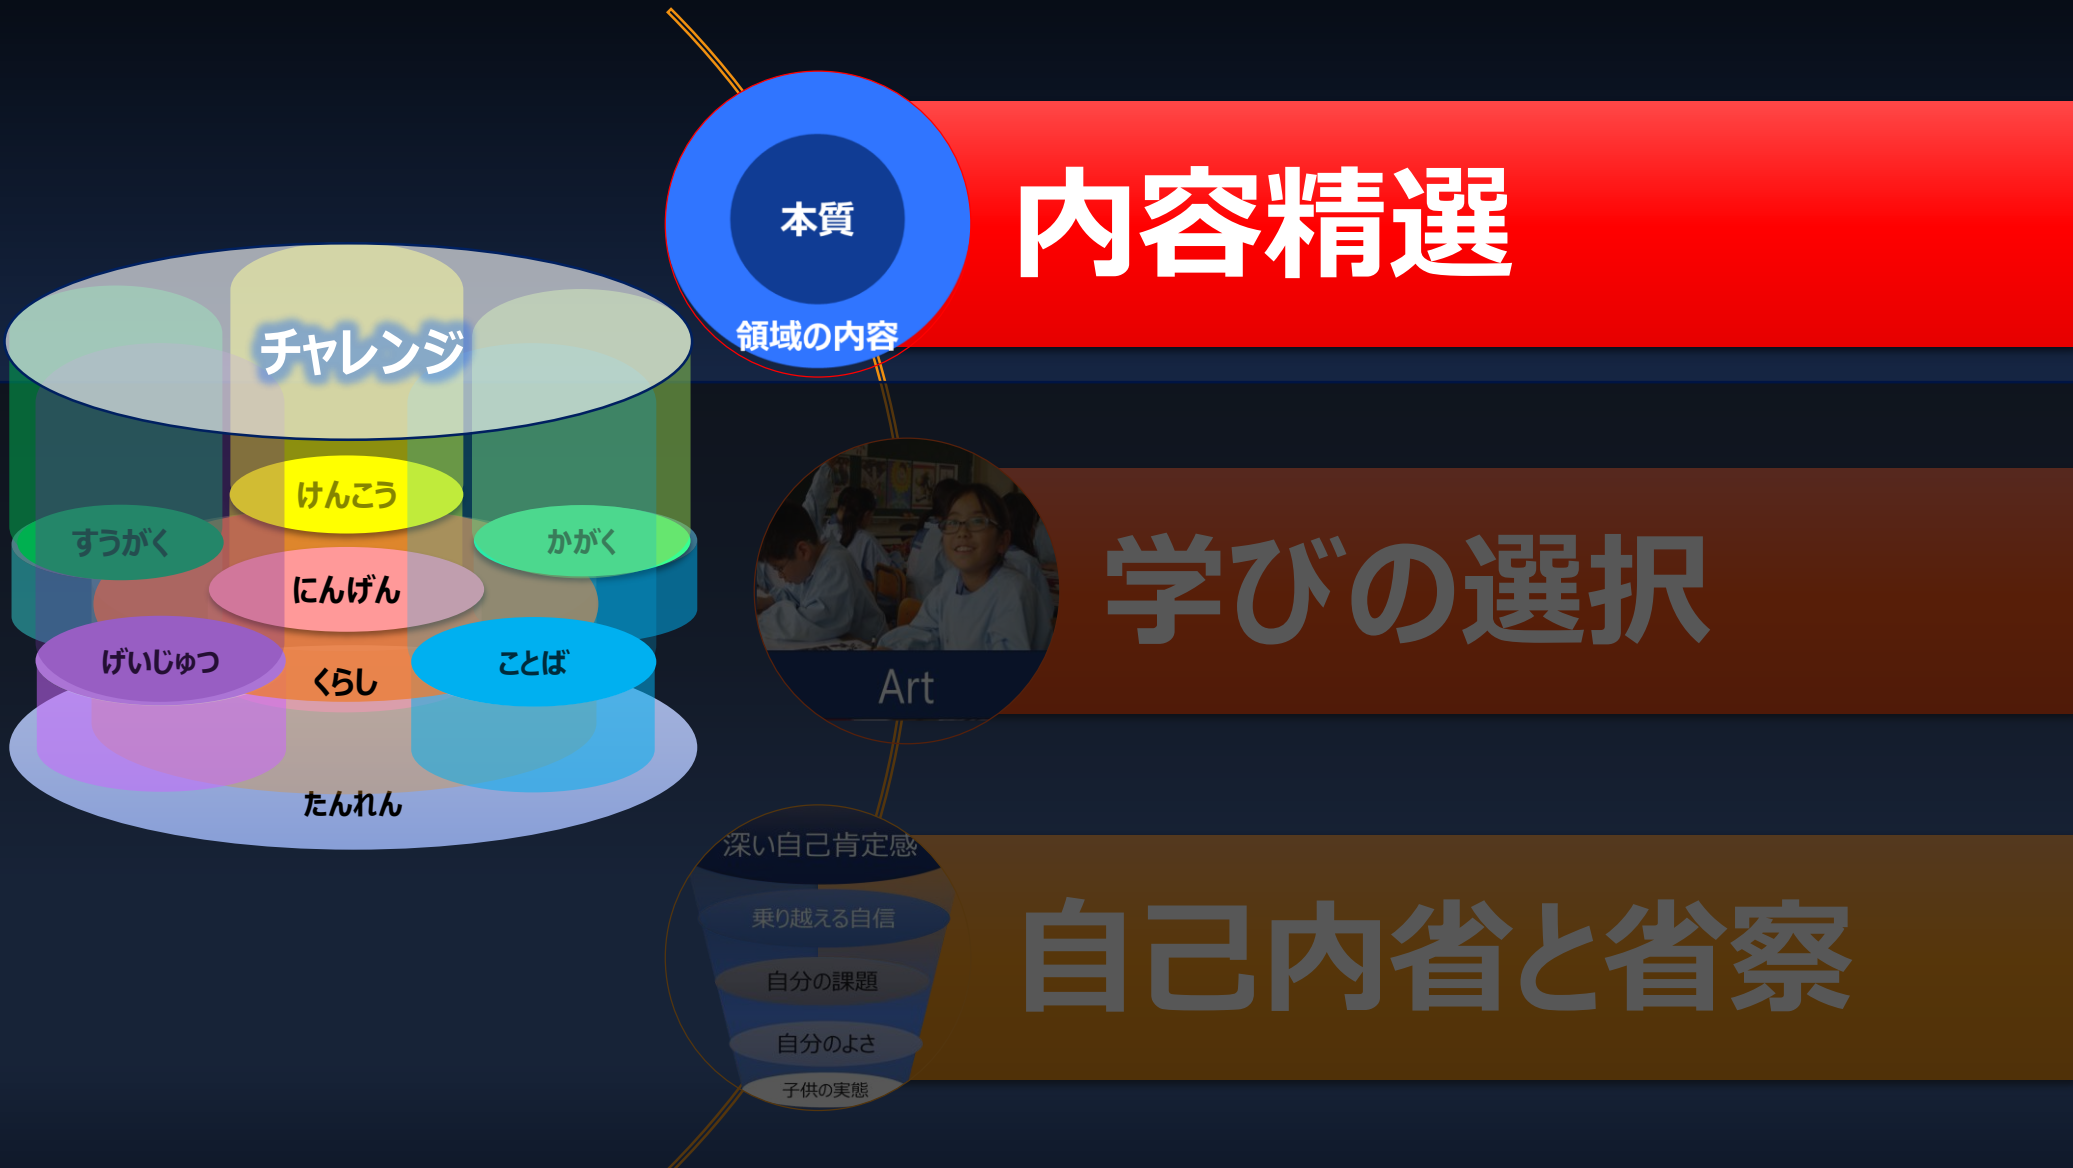 チャレンジ
けんこう
すうがく
かがく
にんげん
げいじゅつ
くらし
ことば
たんれん
本質
領域の内容
内容精選
Art
学びの選択
深い自己肯定感
乗り越える自信
自分の課題
自分のよさ
子供の実態
自己内省と省察